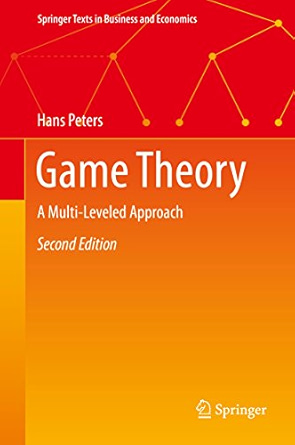 Springer Texts in Business and Economics
Hans Peters
Game Theory
A Multi-Leveled Approach
Second Edition
Springer